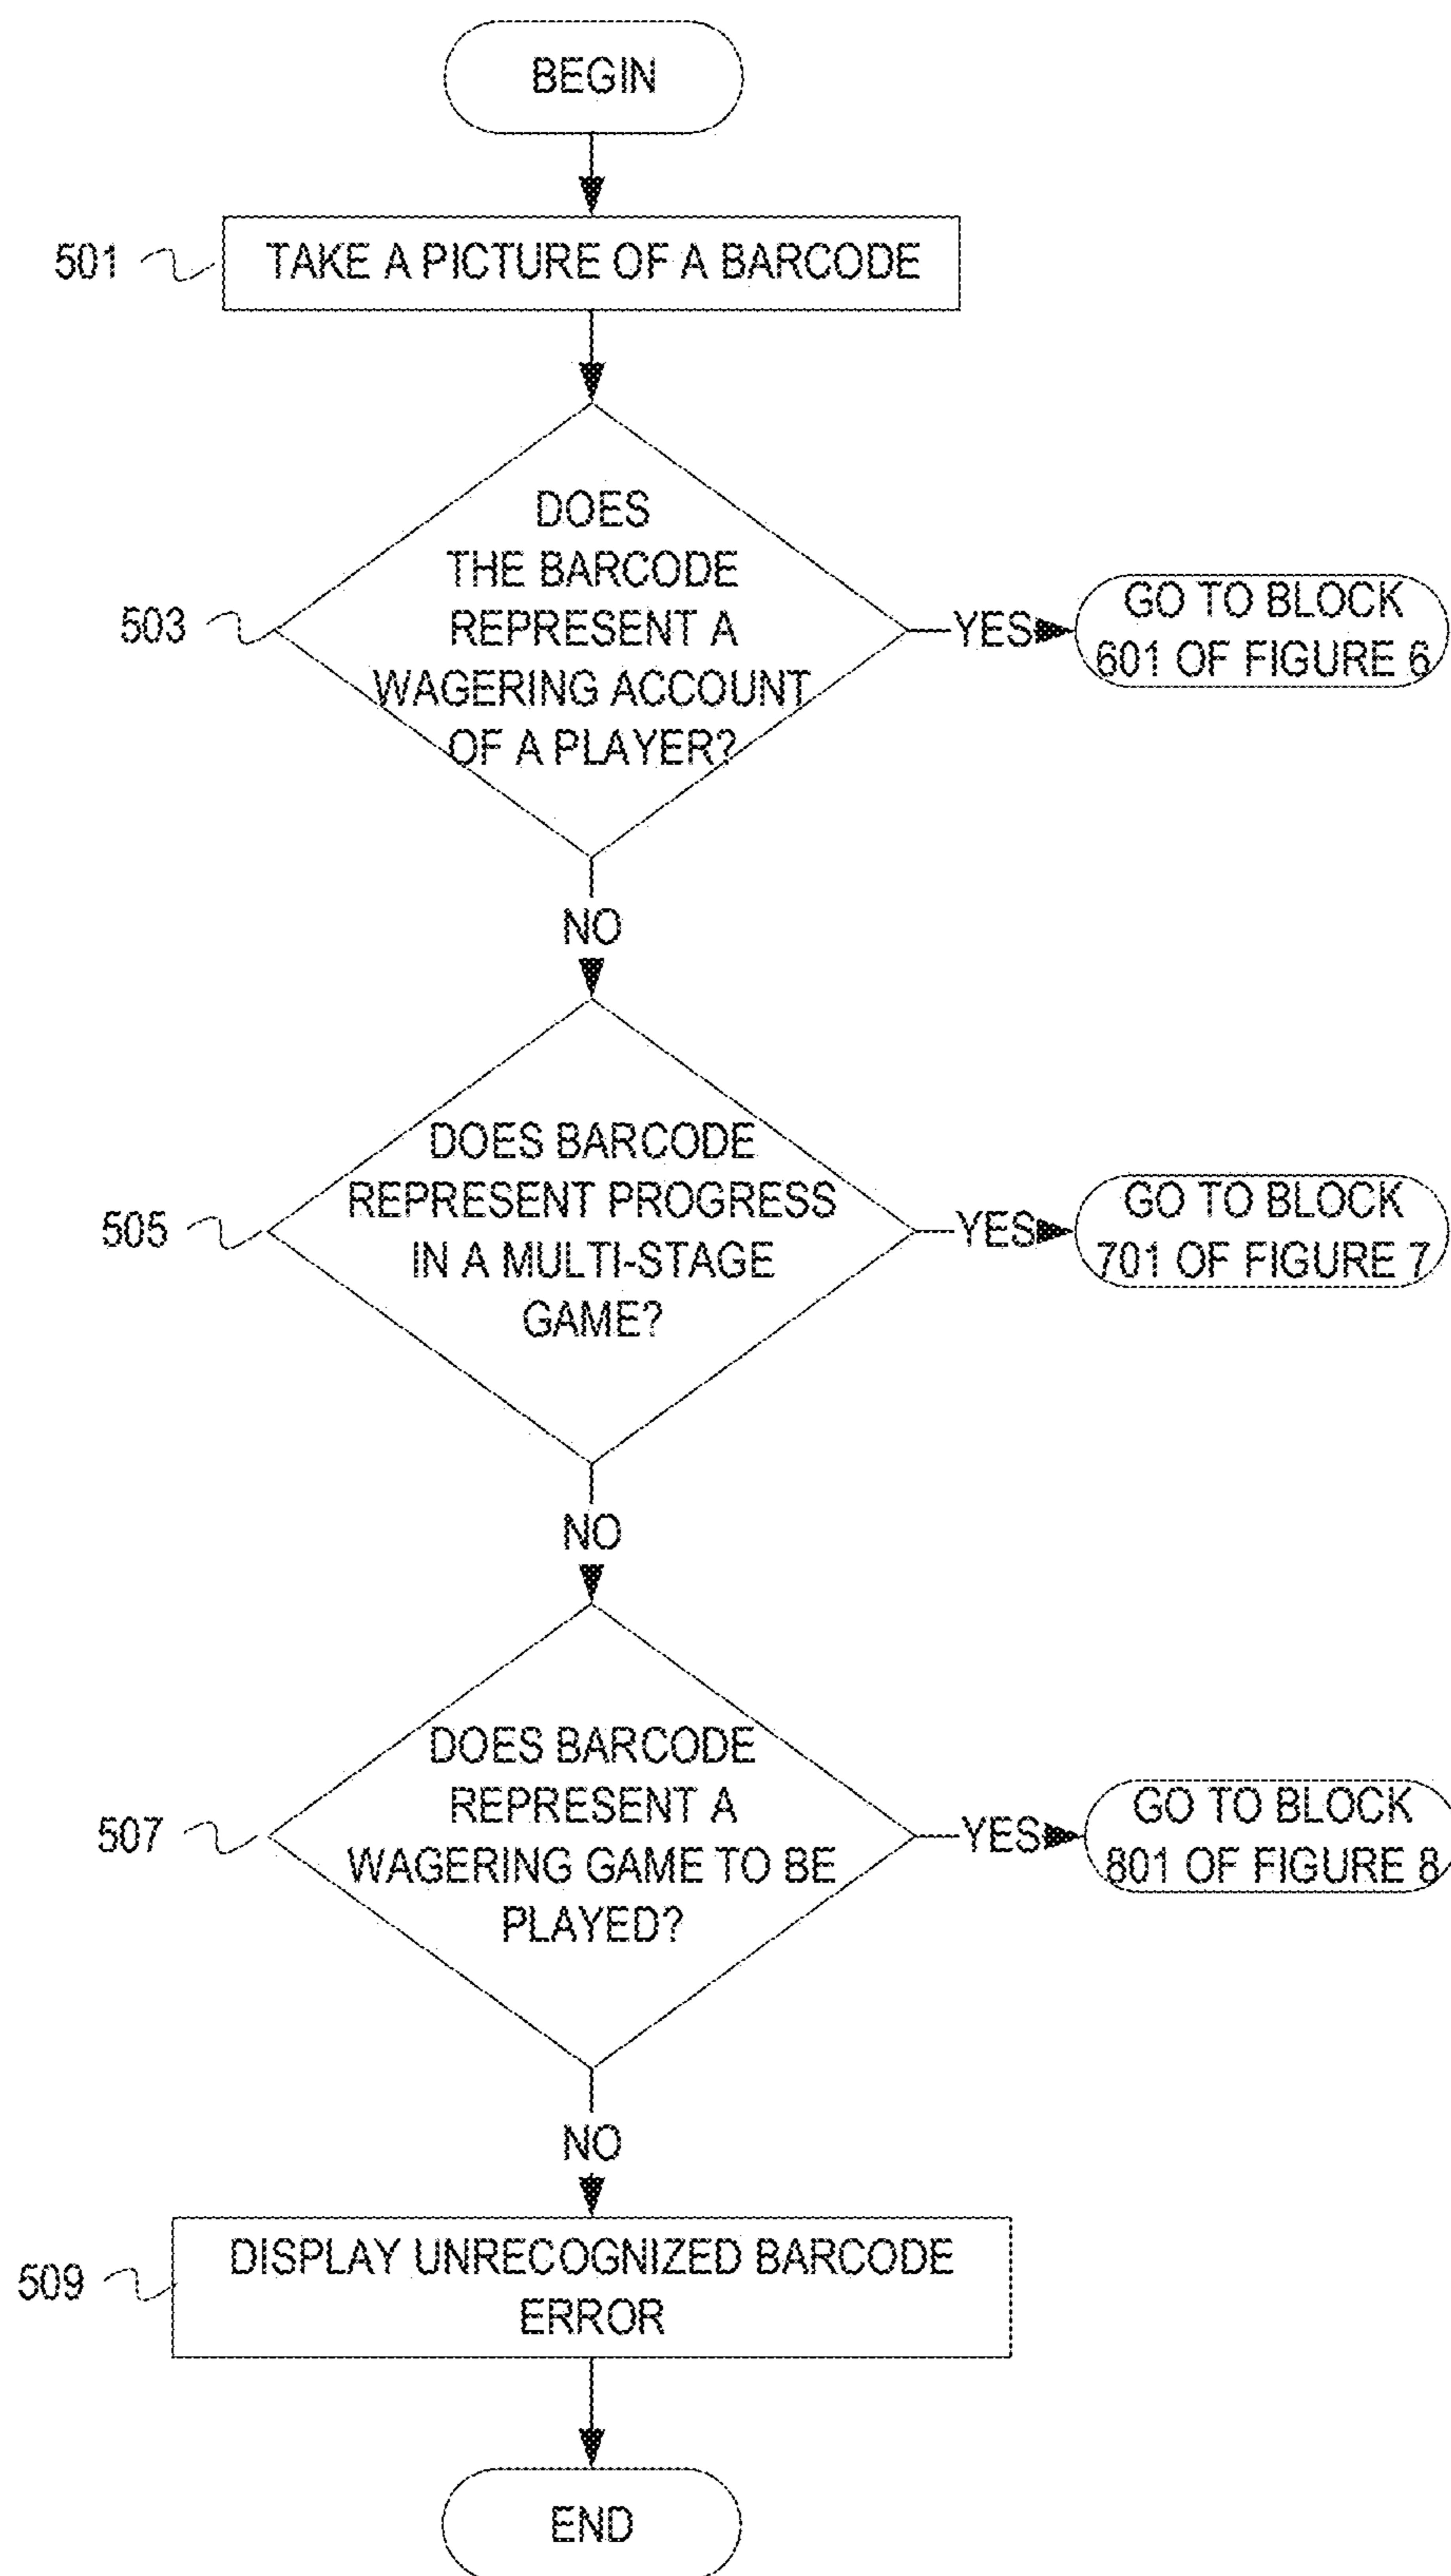 BEGIN
501
TAKE A PICTURE OF A BARCODE
DOES
THE BARCODE
REPRESENT A
WAGERING ACCOUNT
OF A PLAYER?
503
YES
GO TO BLOCK
601 OF FIGURE 6
NO
DOES BARCODE
REPRESENT PROGRESS
IN A MULTI-STAGE
GAME?
505
YES
GO TO BLOCK
701 OF FIGURE 7
NO
DOES BARCODE
REPRESENT A
WAGERING GAME TO BE
PLAYED?
507
YES
GO TO BLOCK
801 OF FIGURE 8
NO
509
DISPLAY UNRECOGNIZED BARCODE
ERROR
END